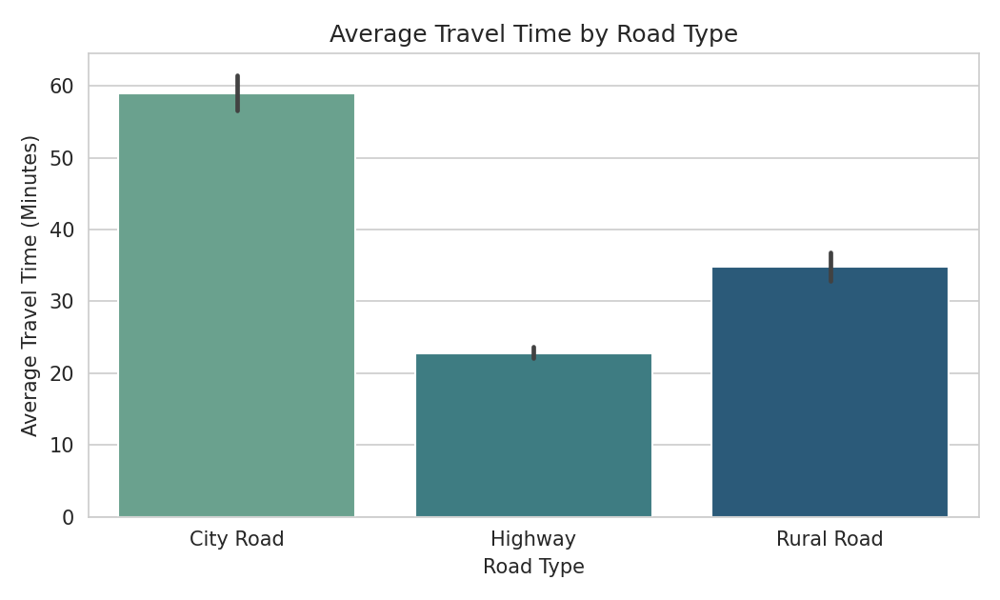 Average Travel Time by Road Type
Average Travel Time (Minutes)
60
50
40
30
20
10
0
City Road
Highway
Rural Road
Road Type